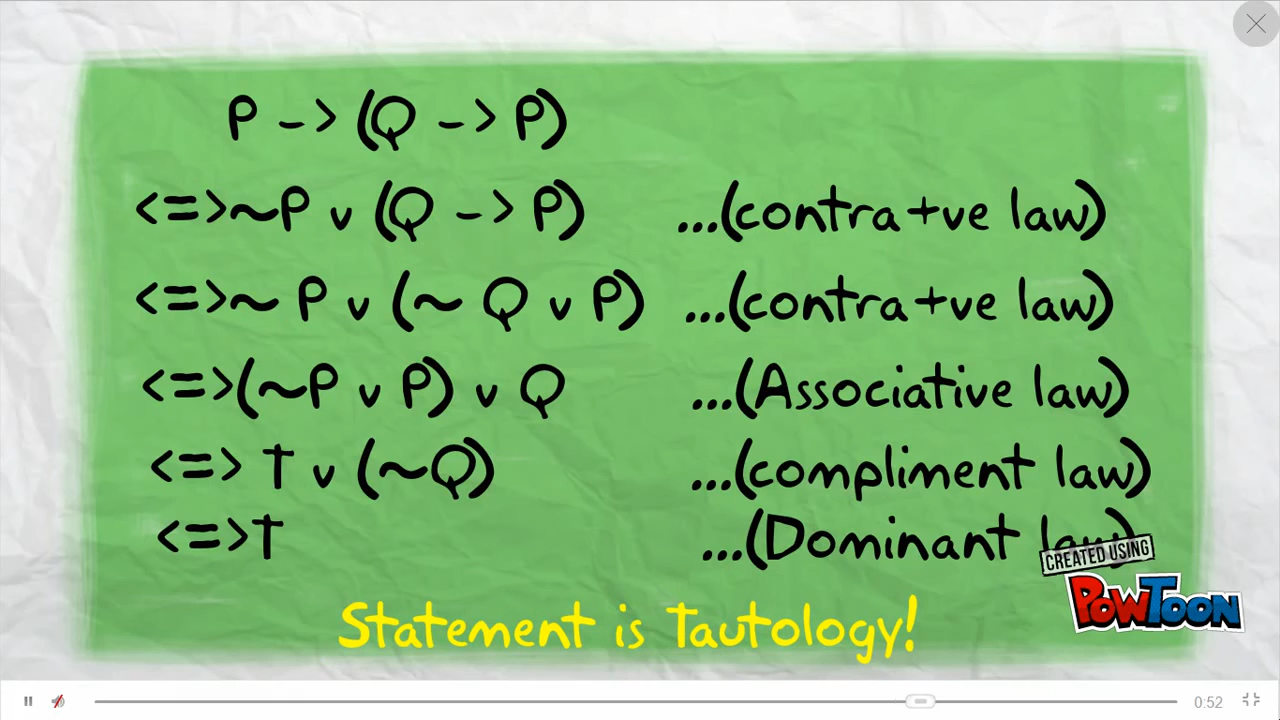 P -> (Q -> P)
<=>~P v (Q -> P) ...(contra+ve law)
<=>~ P v (~ Q v P) ...(contra+ve law)
<=>(~P v P) v Q ...(Associative law)
<=> T v (~Q) ...(compliment law)
<=>T ...(Dominant law)
CREATED USING
POWTOON
Statement is Tautology!
0:52